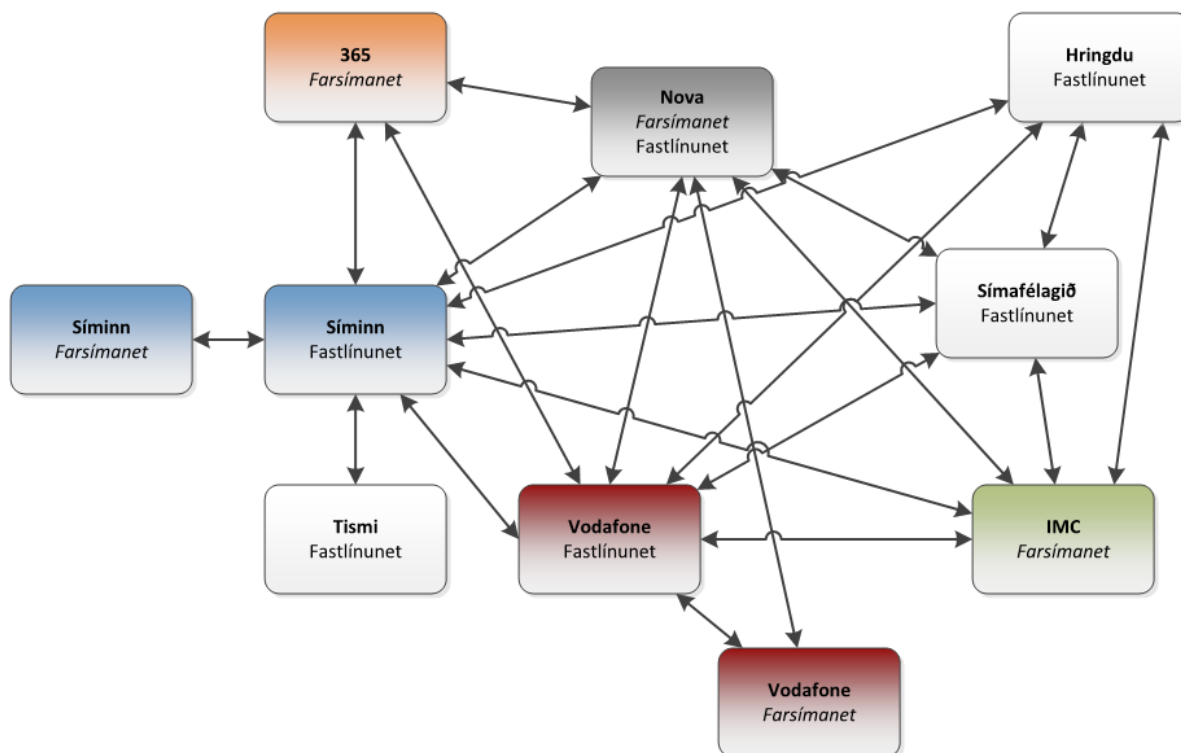 365
Farsímanet
Nova
Farsímanet
Fastlínunet
Hringdu
Fastlínunet
Símafélagið
Fastlínunet
Síminn
Farsímanet
Síminn
Fastlínunet
Tismi
Fastlínunet
Vodafone
Fastlínunet
IMC
Farsímanet
Vodafone
Farsímanet